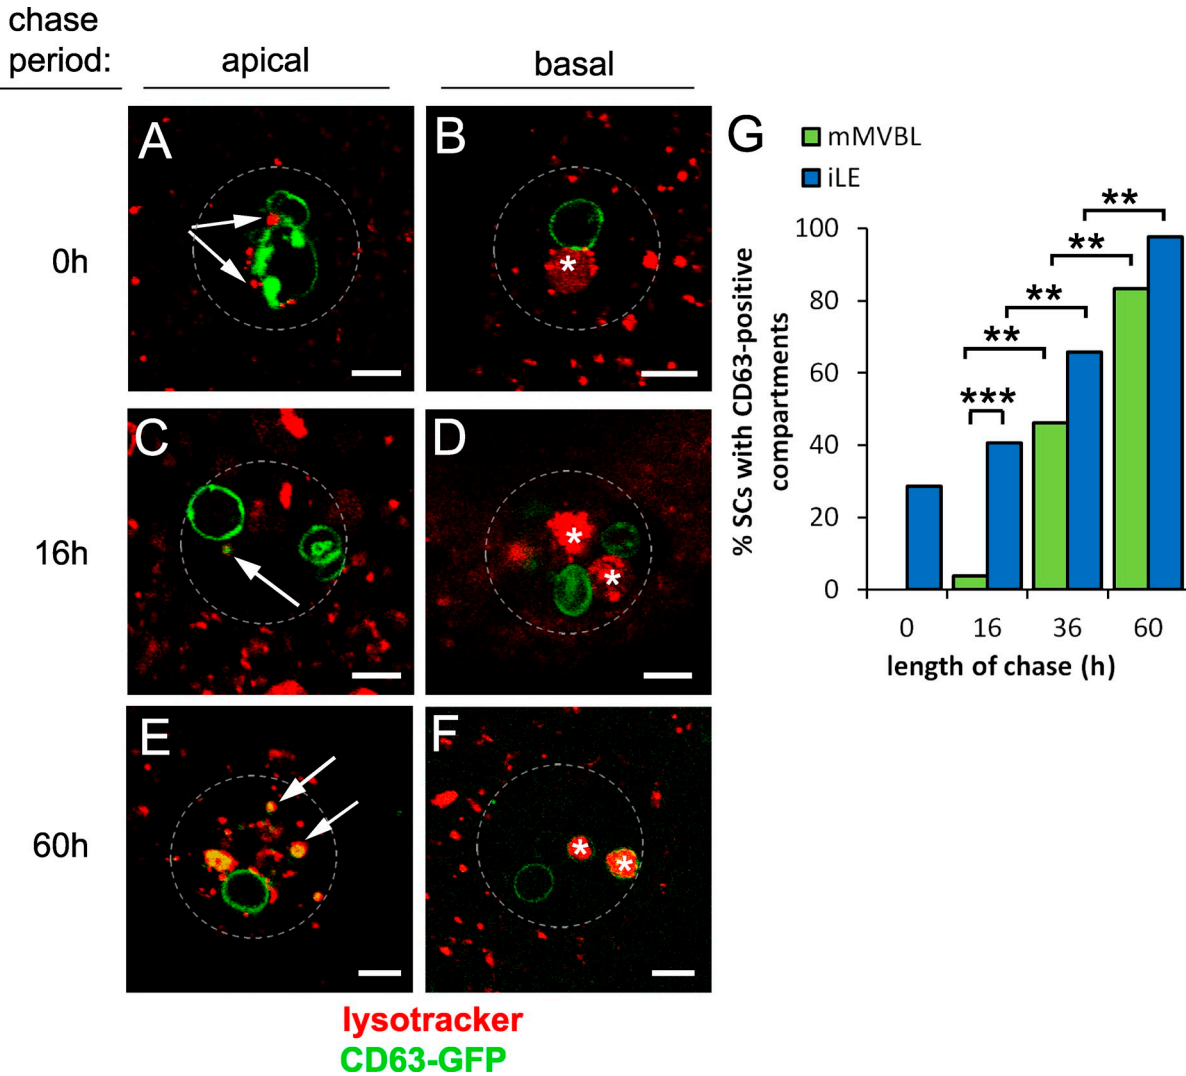 chase
period:
apical
basal
0h
16h
60h
A
B
*
C
D
*
*
E
F
*
*
lysotracker
CD63-GFP
G
mMVBL
iLE
**
**
**
**
***
% SCs with CD63-positive
compartments
100
80
60
40
20
0
0 16 36 60
length of chase (h)